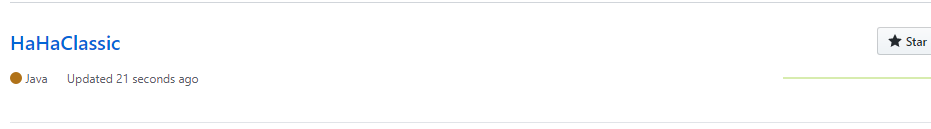 HaHaClassic
Star
Java Updated 21 seconds ago